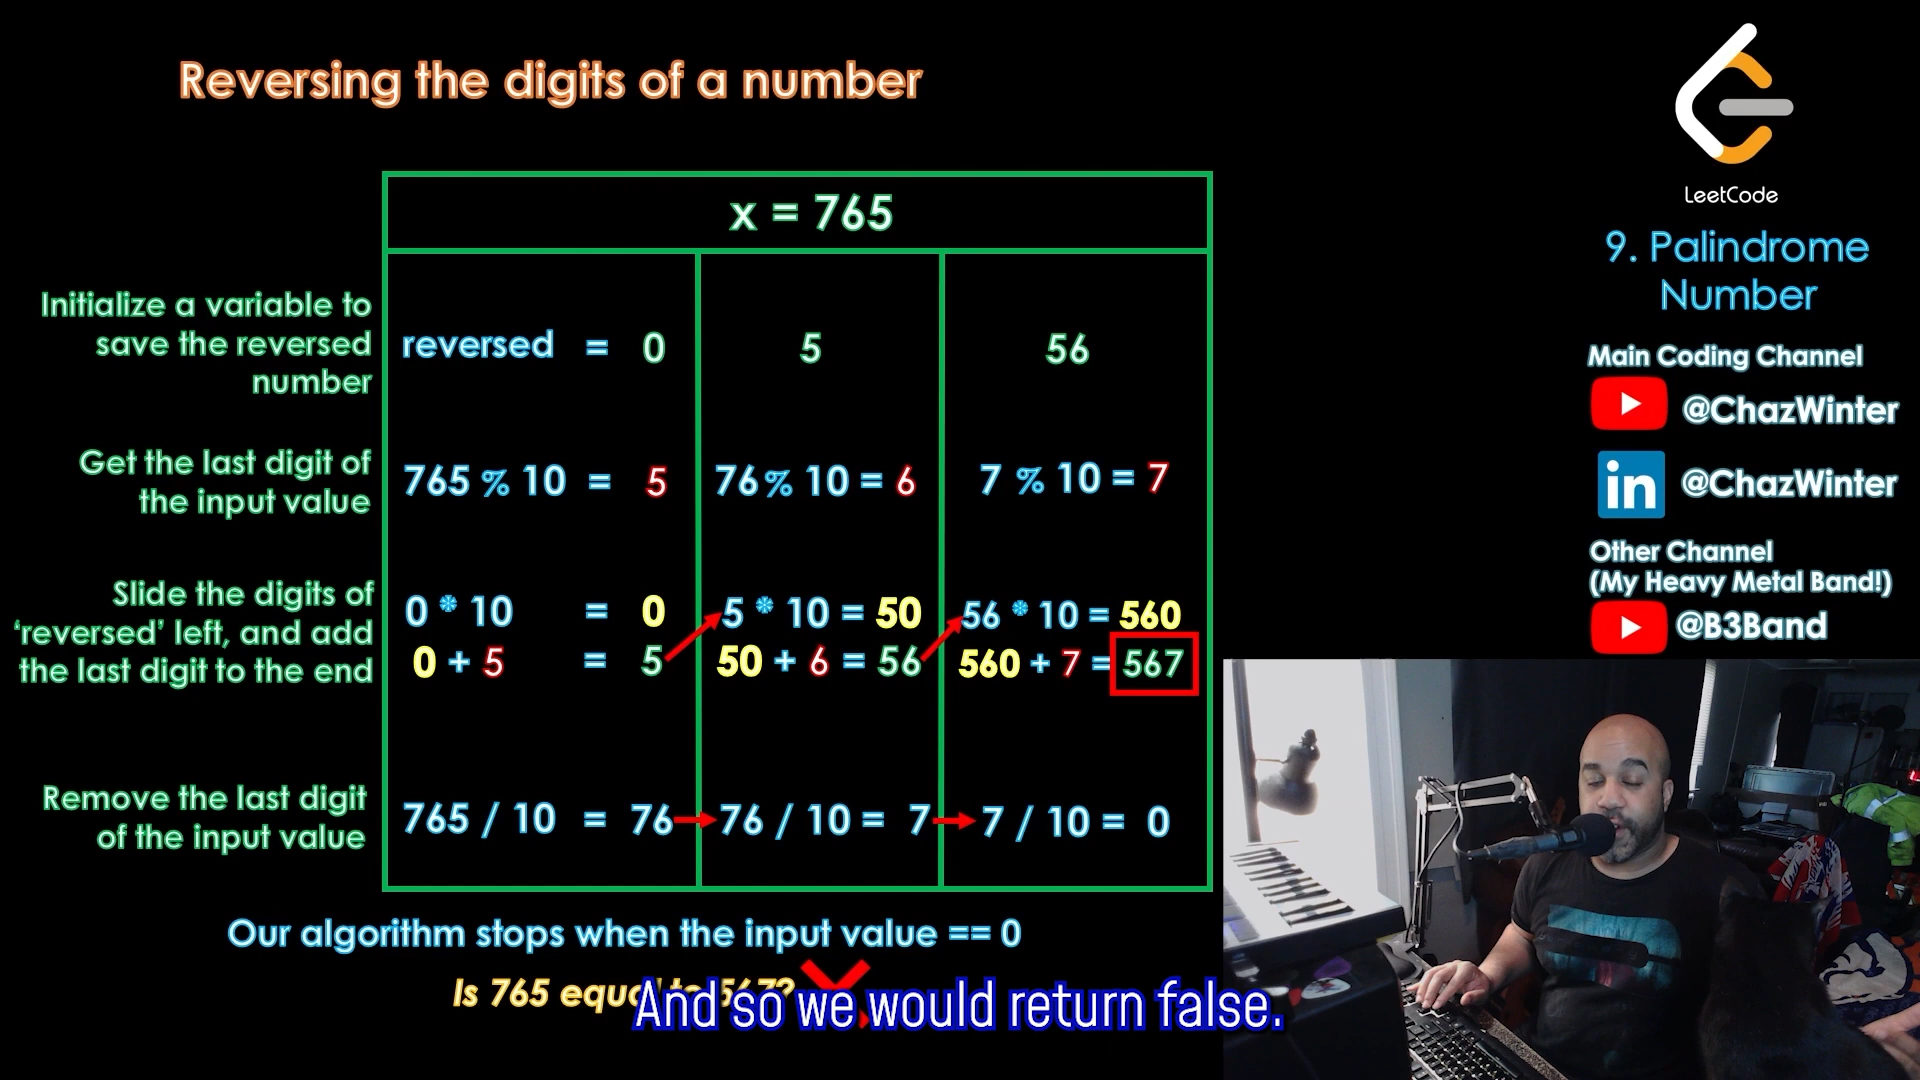 Reversing the digits of a number
x = 765
Initialize a variable to
save the reversed
number
reversed = 0
5
56
Get the last digit of
the input value
765 % 10 = 5
76 % 10 = 6
7 % 10 = 7
Slide the digits of
'reversed' left, and add
the last digit to the end
0 * 10 = 0
0 + 5 = 5
5 * 10 = 50
50 + 6 = 56
56 * 10 = 560
560 + 7 = 567
Remove the last digit
of the input value
765 / 10 = 76
76 / 10 = 7
7 / 10 = 0
Our algorithm stops when the input value == 0
Is 765 equal to 567?
And so we would return false.
LeetCode
9. Palindrome
Number
Main Coding Channel
@ChazWinter
in
@ChazWinter
Other Channel
(My Heavy Metal Band!)
@B3Band